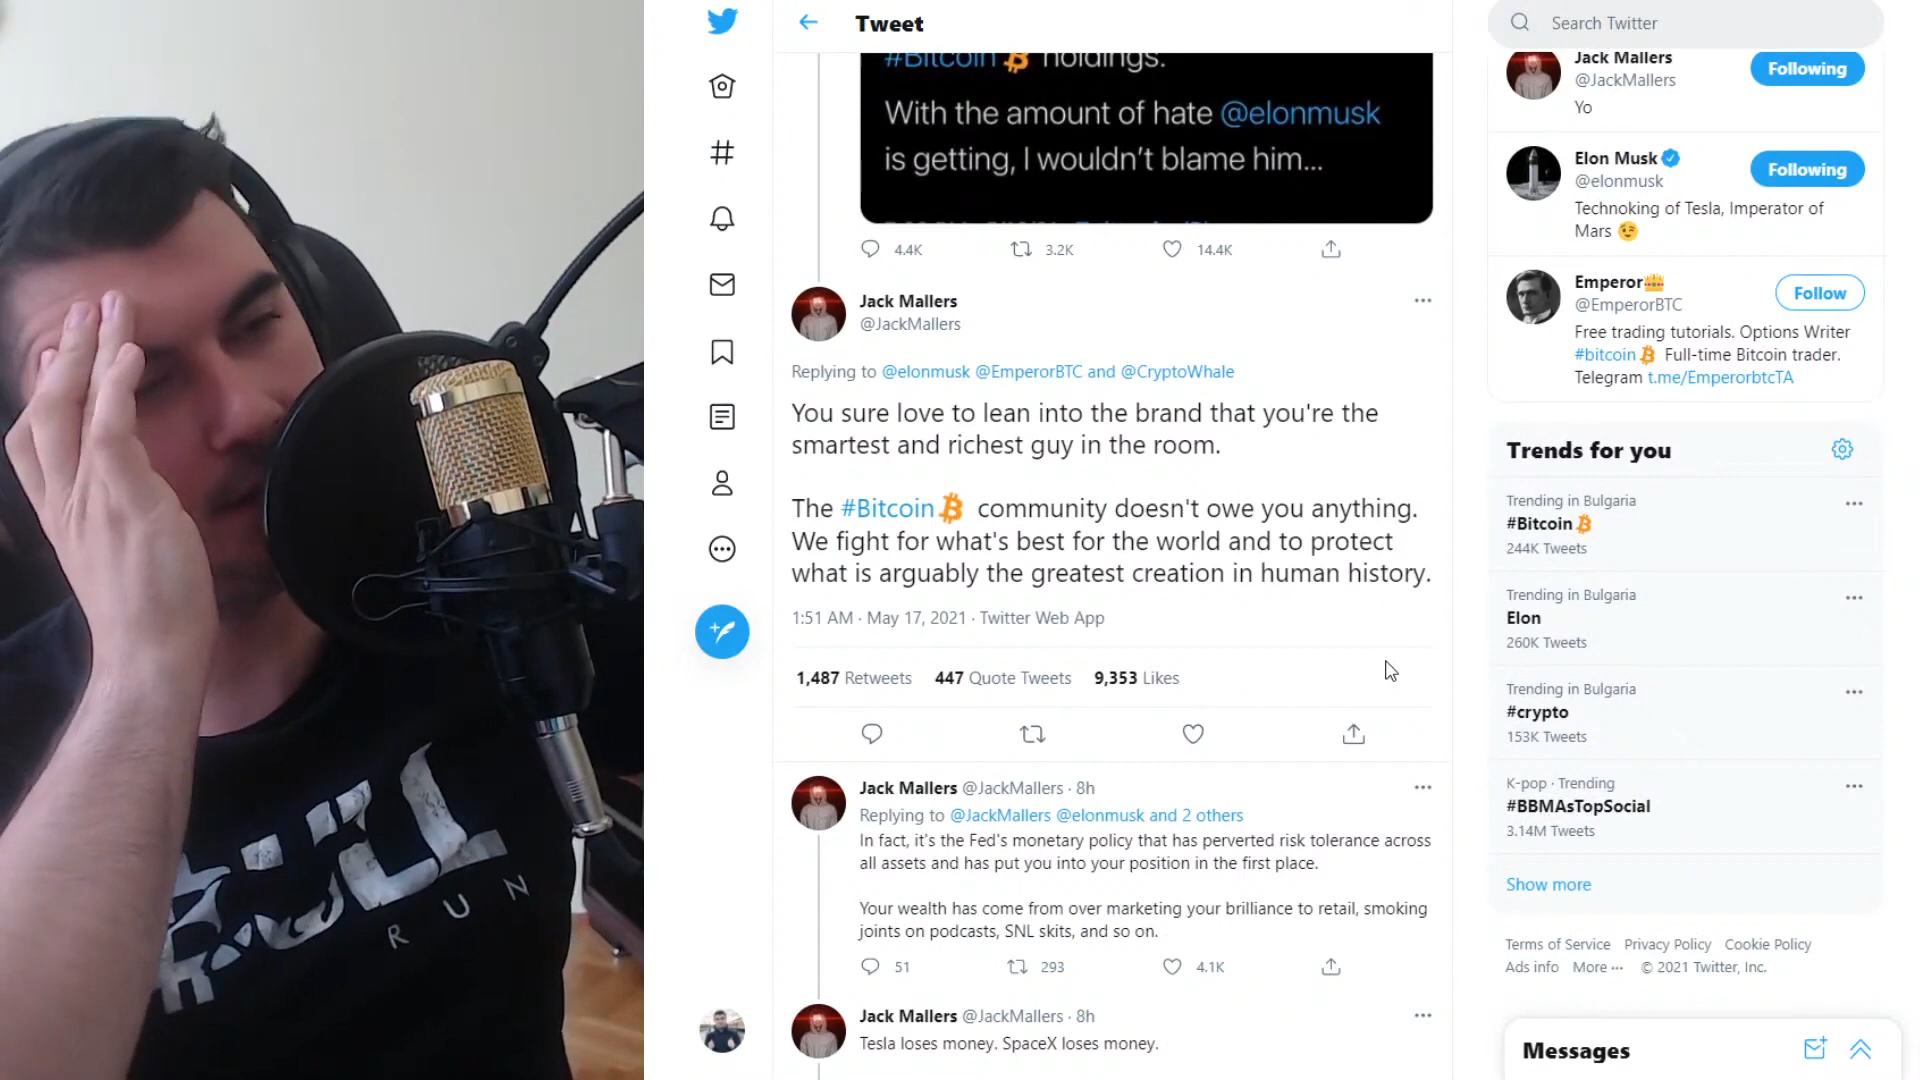 Tweet
#Bitcoin holdings.
With the amount of hate @elonmusk
is getting, I wouldn't blame him...
4.4K 3.2K 14.4K
Jack Mallers
@JackMallers
Replying to @elonmusk @EmperorBTC and @CryptoWhale
You sure love to lean into the brand that you're the
smartest and richest guy in the room.
The #Bitcoin community doesn't owe you anything.
We fight for what's best for the world and to protect
what is arguably the greatest creation in human history.
1:51 AM · May 17, 2021 · Twitter Web App
1,487 Retweets 447 Quote Tweets 9,353 Likes
Jack Mallers @JackMallers · 8h
Replying to @JackMallers @elonmusk and 2 others
In fact, it's the Fed's monetary policy that has perverted risk tolerance across
all assets and has put you into your position in the first place.
Your wealth has come from over marketing your brilliance to retail, smoking
joints on podcasts, SNL skits, and so on.
51 293 4.1K
Jack Mallers @JackMallers · 8h
Tesla loses money. SpaceX loses money.
Search Twitter
Jack Mallers
@JackMallers
Following
Yo
Elon Musk
@elonmusk
Following
Technoking of Tesla, Imperator of
Mars 😉
Emperor👑
@EmperorBTC
Follow
Free trading tutorials. Options Writer
#bitcoin Full-time Bitcoin trader.
Telegram t.me/EmperorbtcTA
Trends for you
Trending in Bulgaria
#Bitcoin
244K Tweets
Trending in Bulgaria
Elon
260K Tweets
Trending in Bulgaria
#crypto
153K Tweets
K-pop · Trending
#BBMAsTopSocial
3.14M Tweets
Show more
Terms of Service Privacy Policy Cookie Policy
Ads info More ··· © 2021 Twitter, Inc.
Messages
RUN